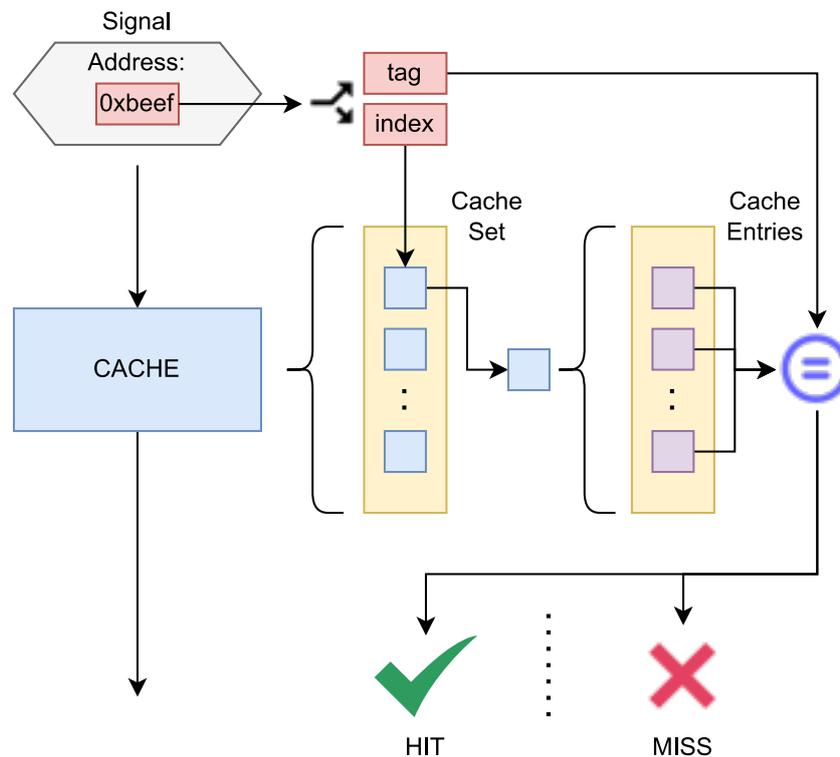 Signal
Address:
0xbeef
tag
index
Cache
Set
Cache
Entries
CACHE
HIT
MISS